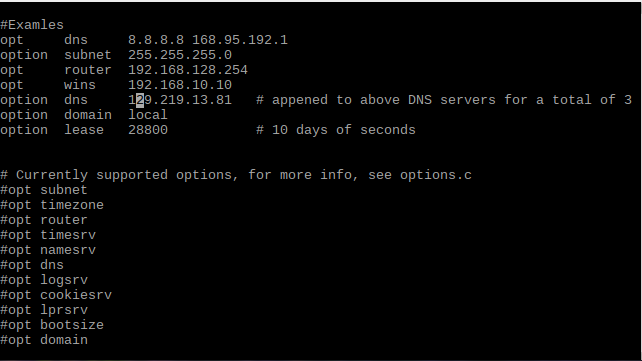 #Examles
opt     dns     8.8.8.8 168.95.192.1
option  subnet  255.255.255.0
opt     router  192.168.128.254
opt     wins    192.168.10.10
option  dns     129.219.13.81   # appened to above DNS servers for a total of 3
option  domain  local
option  lease   28800           # 10 days of seconds
# Currently supported options, for more info, see options.c
#opt subnet
#opt timezone
#opt router
#opt timesrv
#opt namesrv
#opt dns
#opt logsrv
#opt cookiesrv
#opt lprsrv
#opt bootsize
#opt domain